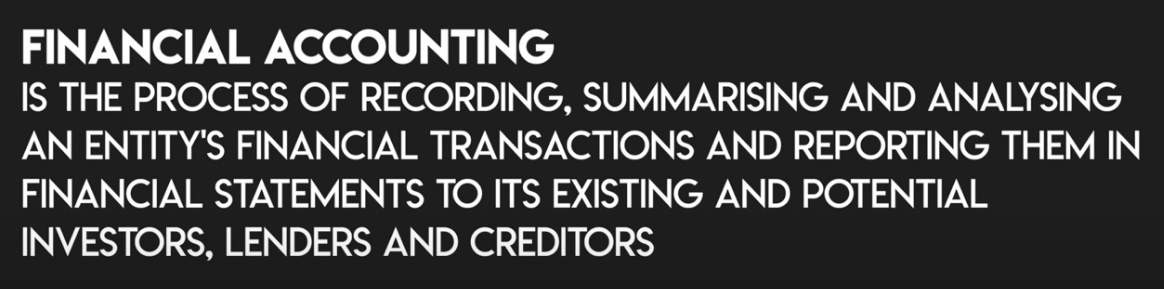 FINANCIAL ACCOUNTING
IS THE PROCESS OF RECORDING, SUMMARISING AND ANALYSING
AN ENTITY'S FINANCIAL TRANSACTIONS AND REPORTING THEM IN
FINANCIAL STATEMENTS TO ITS EXISTING AND POTENTIAL
INVESTORS, LENDERS AND CREDITORS